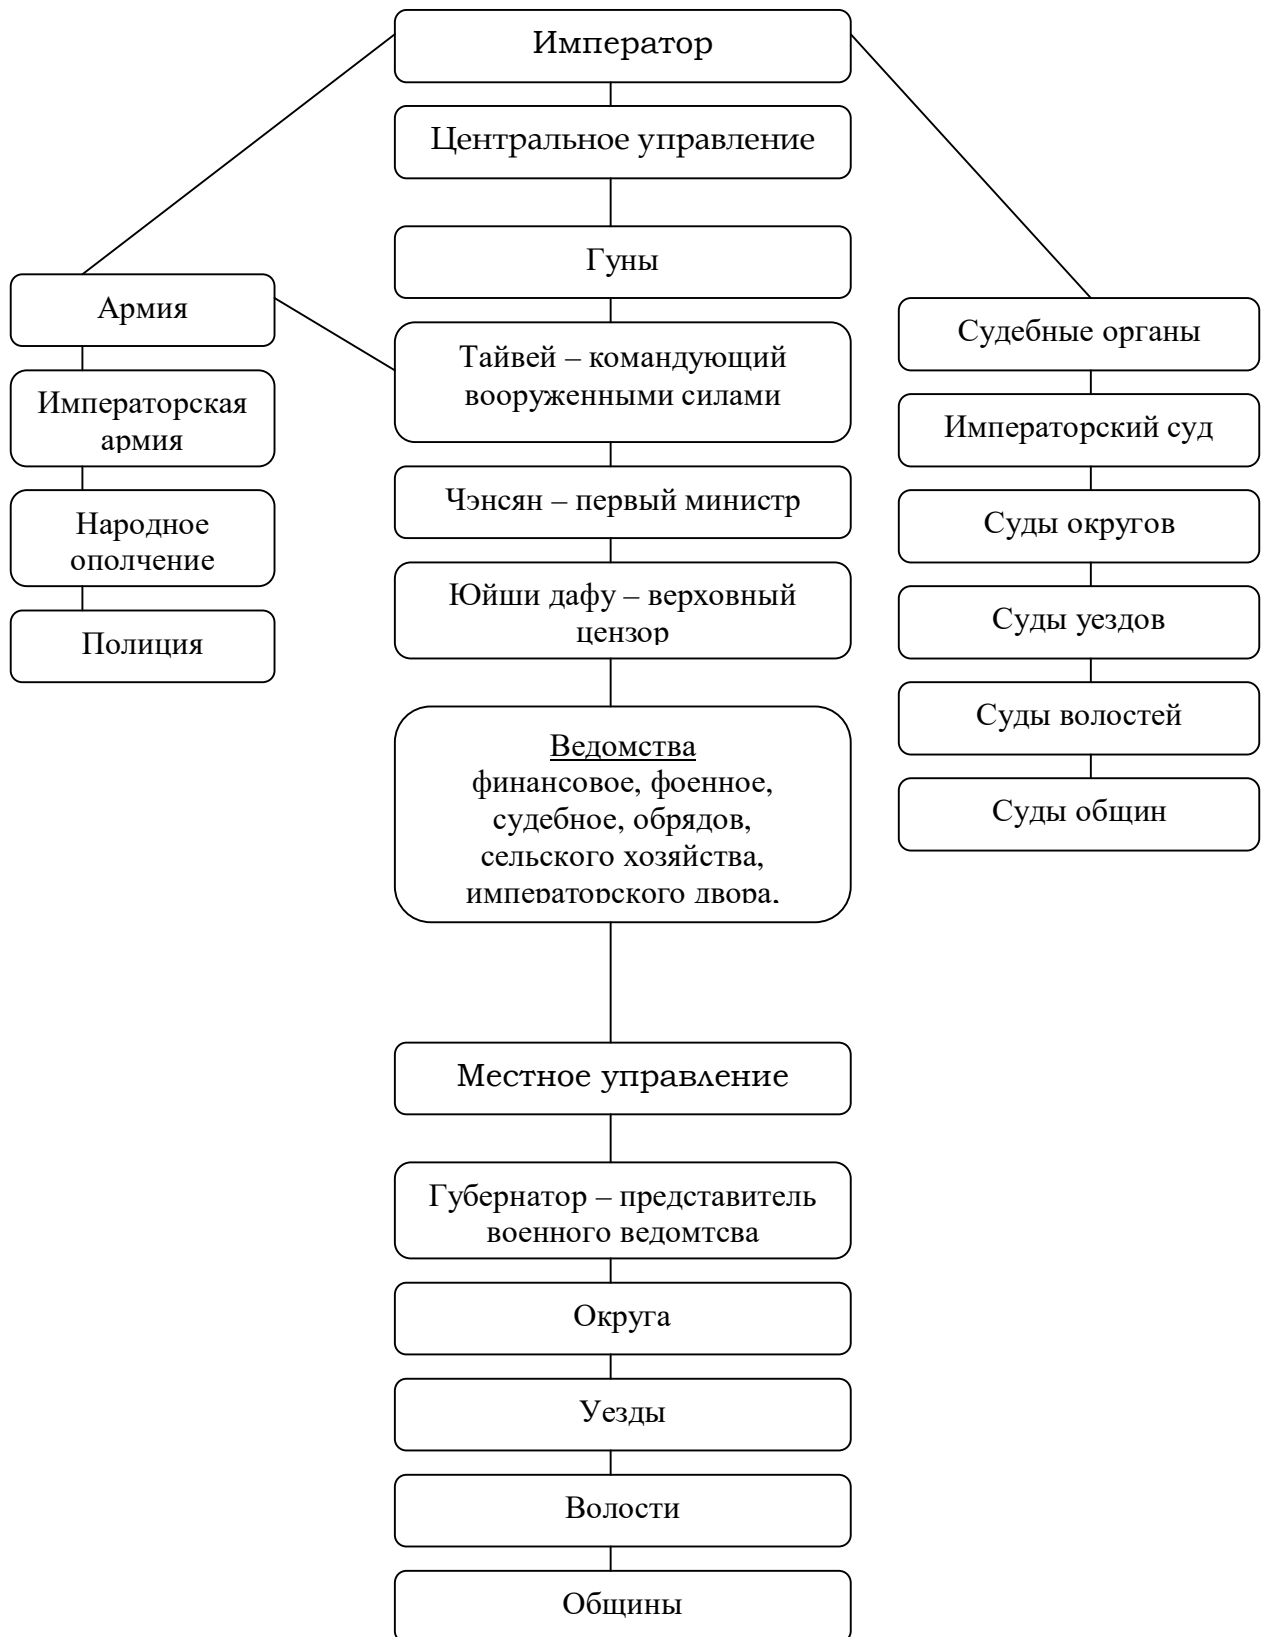 Император
Центральное управление
Гуны
Тайвей – командующий
вооруженными силами
Чэнсян – первый министр
Юйши дафу – верховный
цензор
Ведомства
финансовое, фоенное,
судебное, обрядов,
сельского хозяйства,
императорского двора,
Армия
Императорская
армия
Народное
ополчение
Полиция
Судебные органы
Императорский суд
Суды округов
Суды уездов
Суды волостей
Суды общин
Местное управление
Губернатор – представитель
военного ведомтсва
Округа
Уезды
Волости
Общины